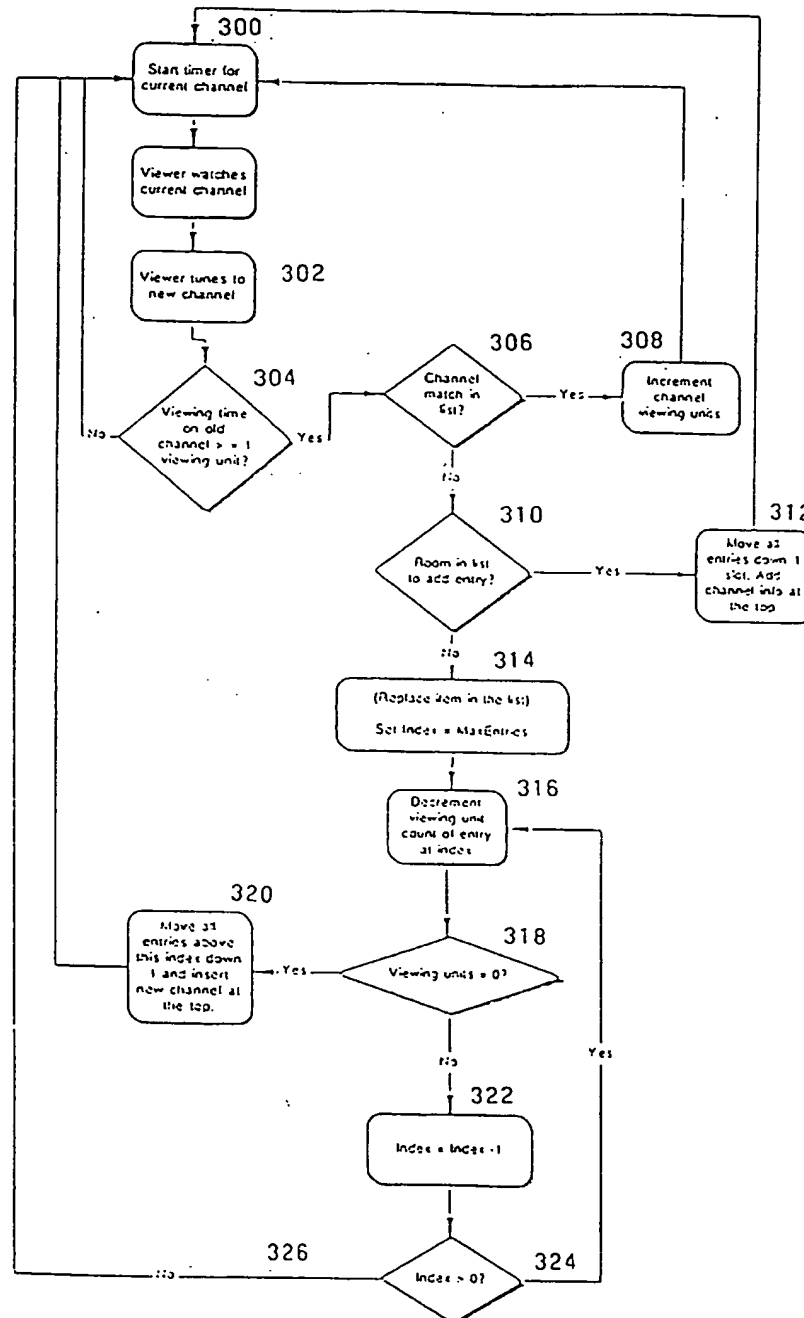 300
Start timer for
current channel
Viewer watches
current channel
302
Viewer tunes to
new channel
304
Viewing time
on old
channel > = 1
viewing unit?
No
Yes
306
Channel
match in
list?
Yes
No
308
Increment
channel
viewing units
310
Room in list
to add entry?
Yes
No
312
Move all
entries down 1
slot. Add
channel info at
the top
314
(Replace item in the list)
Set Index = MaxEntries
316
Decrement
viewing unit
count of entry
at index
318
Viewing units = 0?
Yes
No
320
Move all
entries above
this index down
1 and insert
new channel at
the top.
322
Index = Index -1
324
Index > 0?
Yes
326
No